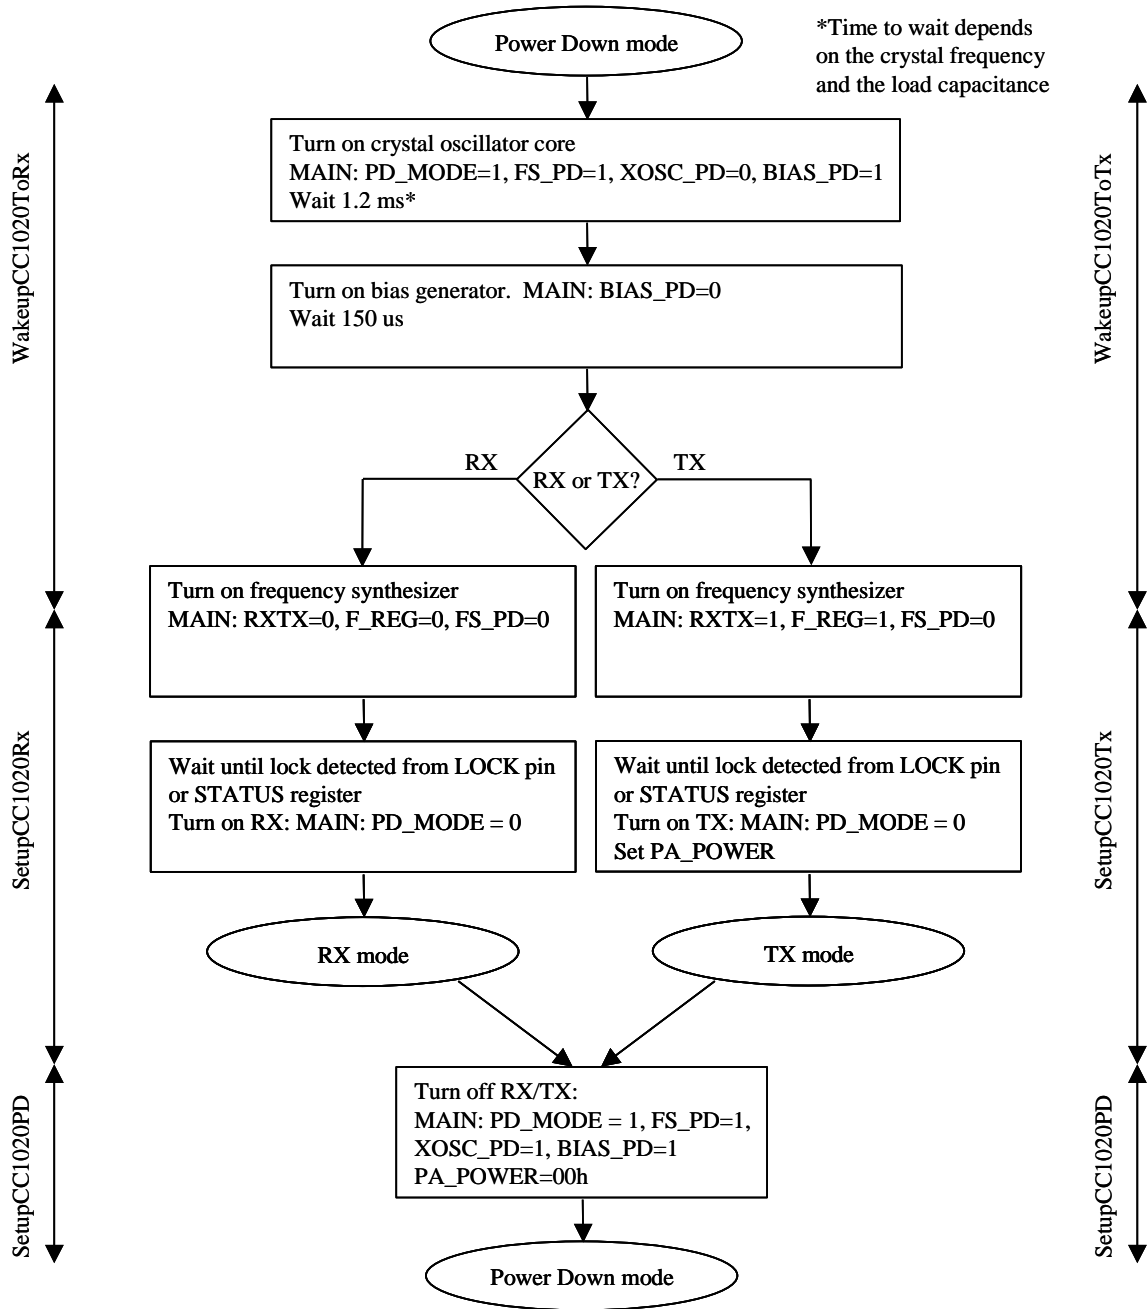 Power Down mode
*Time to wait depends
on the crystal frequency
and the load capacitance
WakeupCC1020ToRx
WakeupCC1020ToTx
Turn on crystal oscillator core
MAIN: PD_MODE=1, FS_PD=1, XOSC_PD=0, BIAS_PD=1
Wait 1.2 ms*
Turn on bias generator.  MAIN: BIAS_PD=0
Wait 150 us
RX
RX or TX?
TX
Turn on frequency synthesizer
MAIN: RXTX=0, F_REG=0, FS_PD=0
Turn on frequency synthesizer
MAIN: RXTX=1, F_REG=1, FS_PD=0
SetupCC1020Rx
SetupCC1020Tx
Wait until lock detected from LOCK pin
or STATUS register
Turn on RX: MAIN: PD_MODE = 0
Wait until lock detected from LOCK pin
or STATUS register
Turn on TX: MAIN: PD_MODE = 0
Set PA_POWER
RX mode
TX mode
SetupCC1020PD
SetupCC1020PD
Turn off RX/TX:
MAIN: PD_MODE = 1, FS_PD=1,
XOSC_PD=1, BIAS_PD=1
PA_POWER=00h
Power Down mode